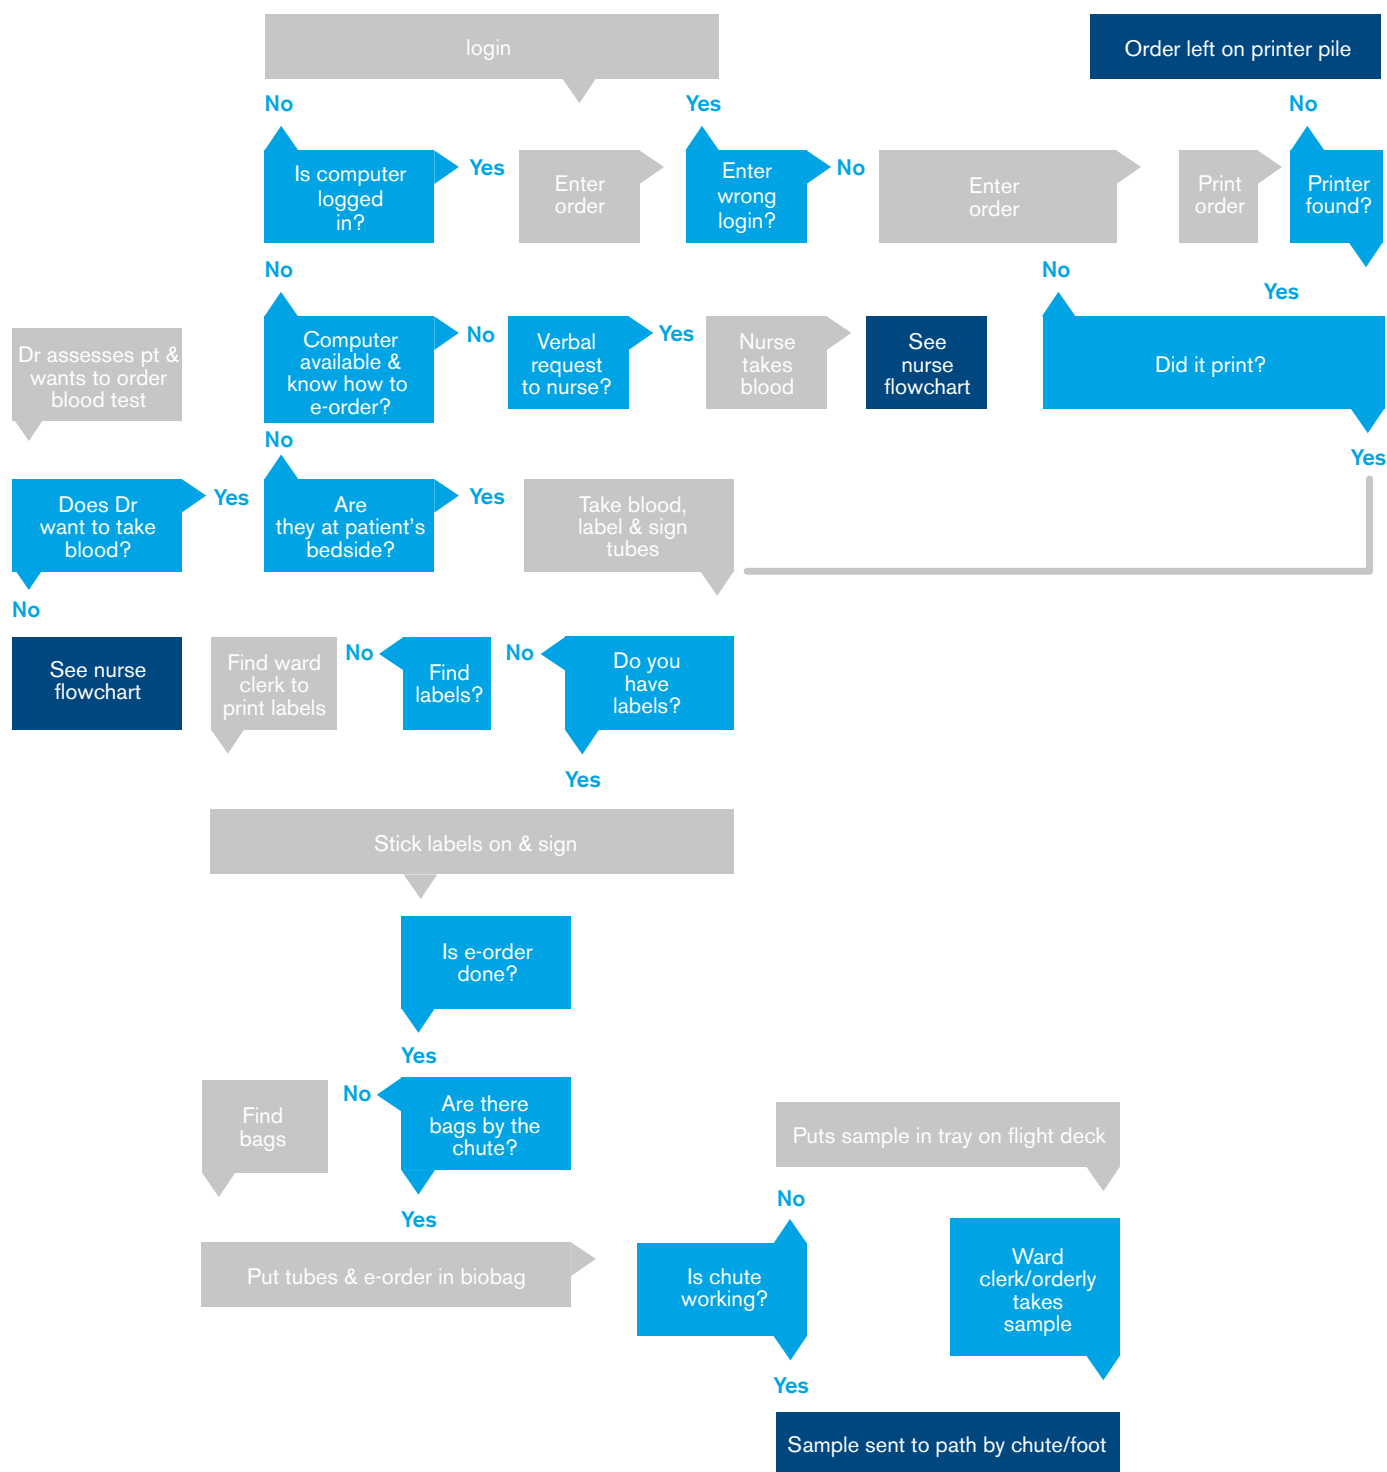 login
Order left on printer pile
No
Yes
No
Is computer
logged
in?
Yes
Enter
order
Enter
wrong
login?
No
Enter
order
Print
order
Printer
found?
No
No
Yes
Dr assesses pt &
wants to order
blood test
Computer
available &
know how to
e-order?
No
Verbal
request
to nurse?
Yes
Nurse
takes
blood
See
nurse
flowchart
Did it print?
No
Yes
Does Dr
want to take
blood?
Yes
Are
they at patient's
bedside?
Yes
Take blood,
label & sign
tubes
No
See nurse
flowchart
Find ward
clerk to
print labels
No
Find
labels?
No
Do you
have
labels?
Yes
Stick labels on & sign
Is e-order
done?
Yes
Find
bags
No
Are there
bags by the
chute?
Puts sample in tray on flight deck
Yes
No
Put tubes & e-order in biobag
Is chute
working?
Ward
clerk/orderly
takes
sample
Yes
Sample sent to path by chute/foot